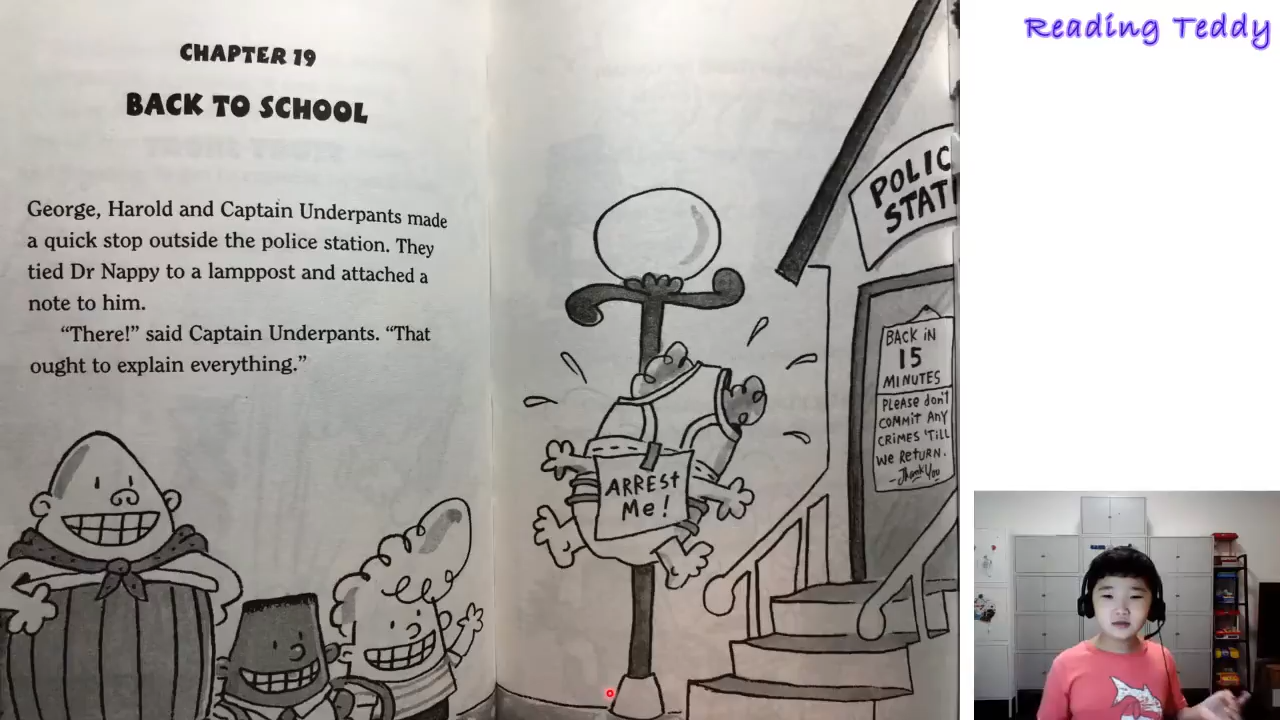 CHAPTER 19
BACK TO SCHOOL
George, Harold and Captain Underpants made
a quick stop outside the police station. They
tied Dr Nappy to a lamppost and attached a
note to him.
“There!” said Captain Underpants. “That
ought to explain everything.”
ARREST
Me!
POLIC
STATI
BACK IN
15
MINUTES
PLEASE don't
COMMIT ANY
CRIMES 'TILL
We ReTURN.
-Thank You
Reading Teddy